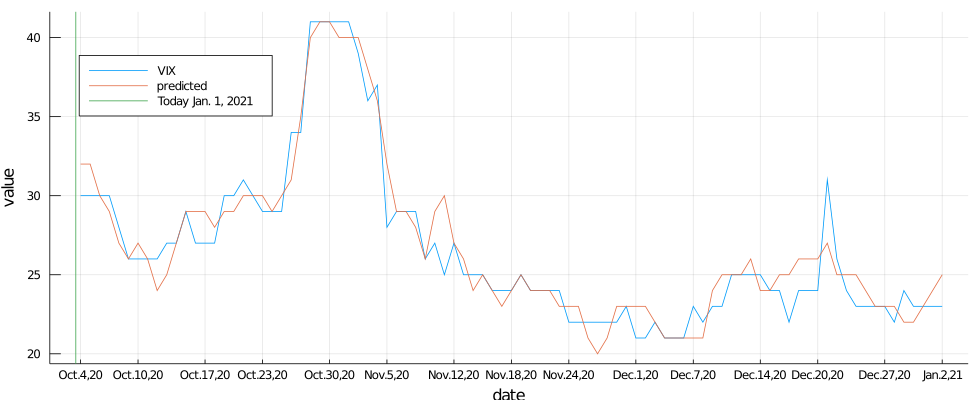 40
35
30
25
20
value
VIX
predicted
Today Jan. 1, 2021
Oct.4,20 Oct.10,20 Oct.17,20 Oct.23,20 Oct.30,20 Nov.5,20 Nov.12,20 Nov.18,20 Nov.24,20 Dec.1,20 Dec.7,20 Dec.14,20 Dec.20,20 Dec.27,20 Jan.2,21
date